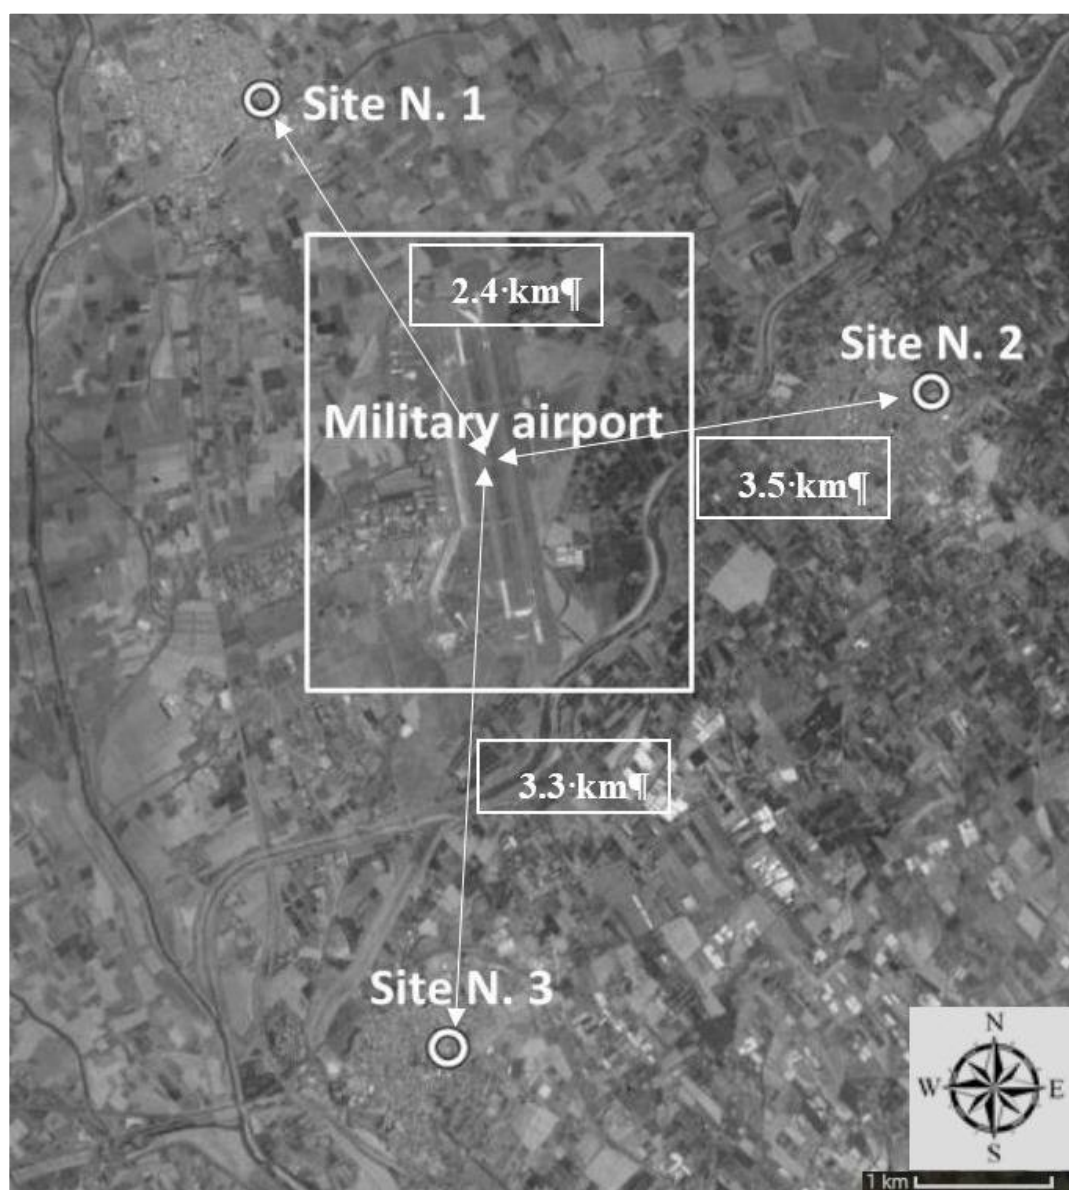 Site N. 1
2.4·km¶
Site N. 2
Military airport
3.5·km¶
3.3·km¶
Site N. 3
N
W E
S
1 km